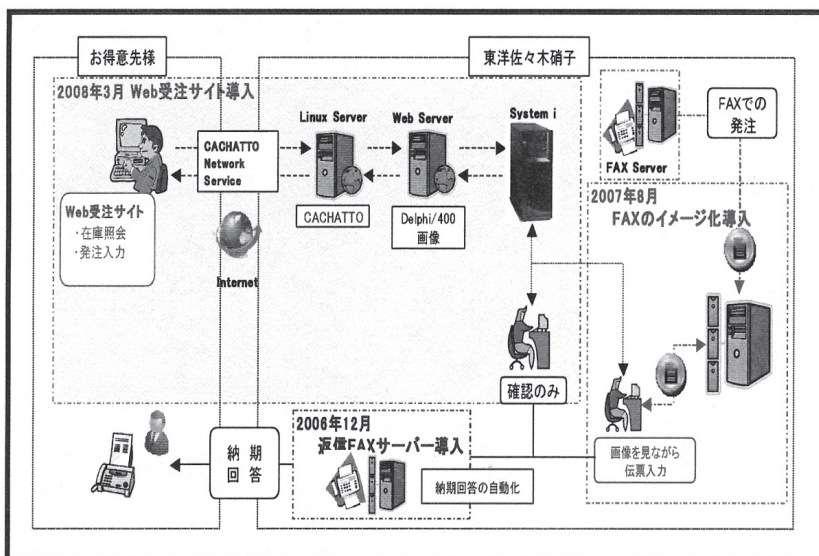 お得意先様
東洋佐々木硝子
2008年3月 Web受注サイト導入
Linux Server
Web Server
System i
FAX Server
FAXでの
発注
CACHATTO
Network
Service
CACHATTO
Delphi/400
画像
Web受注サイト
・在庫照会
・発注入力
Internet
2007年8月
FAXのイメージ化導入
確認のみ
画像を見ながら
伝票入力
2006年12月
返信FAXサーバー導入
納期回答の自動化
納 期
回 答